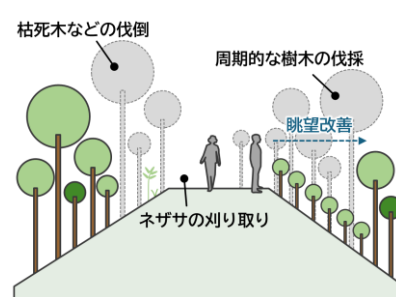 枯死木などの伐倒
周期的な樹木の伐採
眺望改善
ネザサの刈り取り